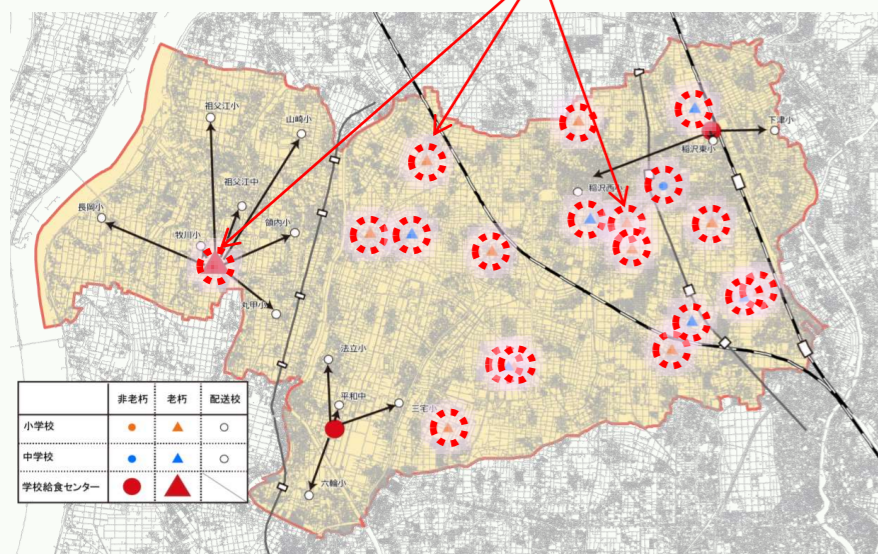 祖父江小
山崎小
下津小
稲沢東小
祖父江中
稲沢西小
長岡小
領内小
牧川小
丸甲小
法立小
平和中
三宅小
六輪小
非老朽 老朽 配送校
小学校
中学校
学校給食センター